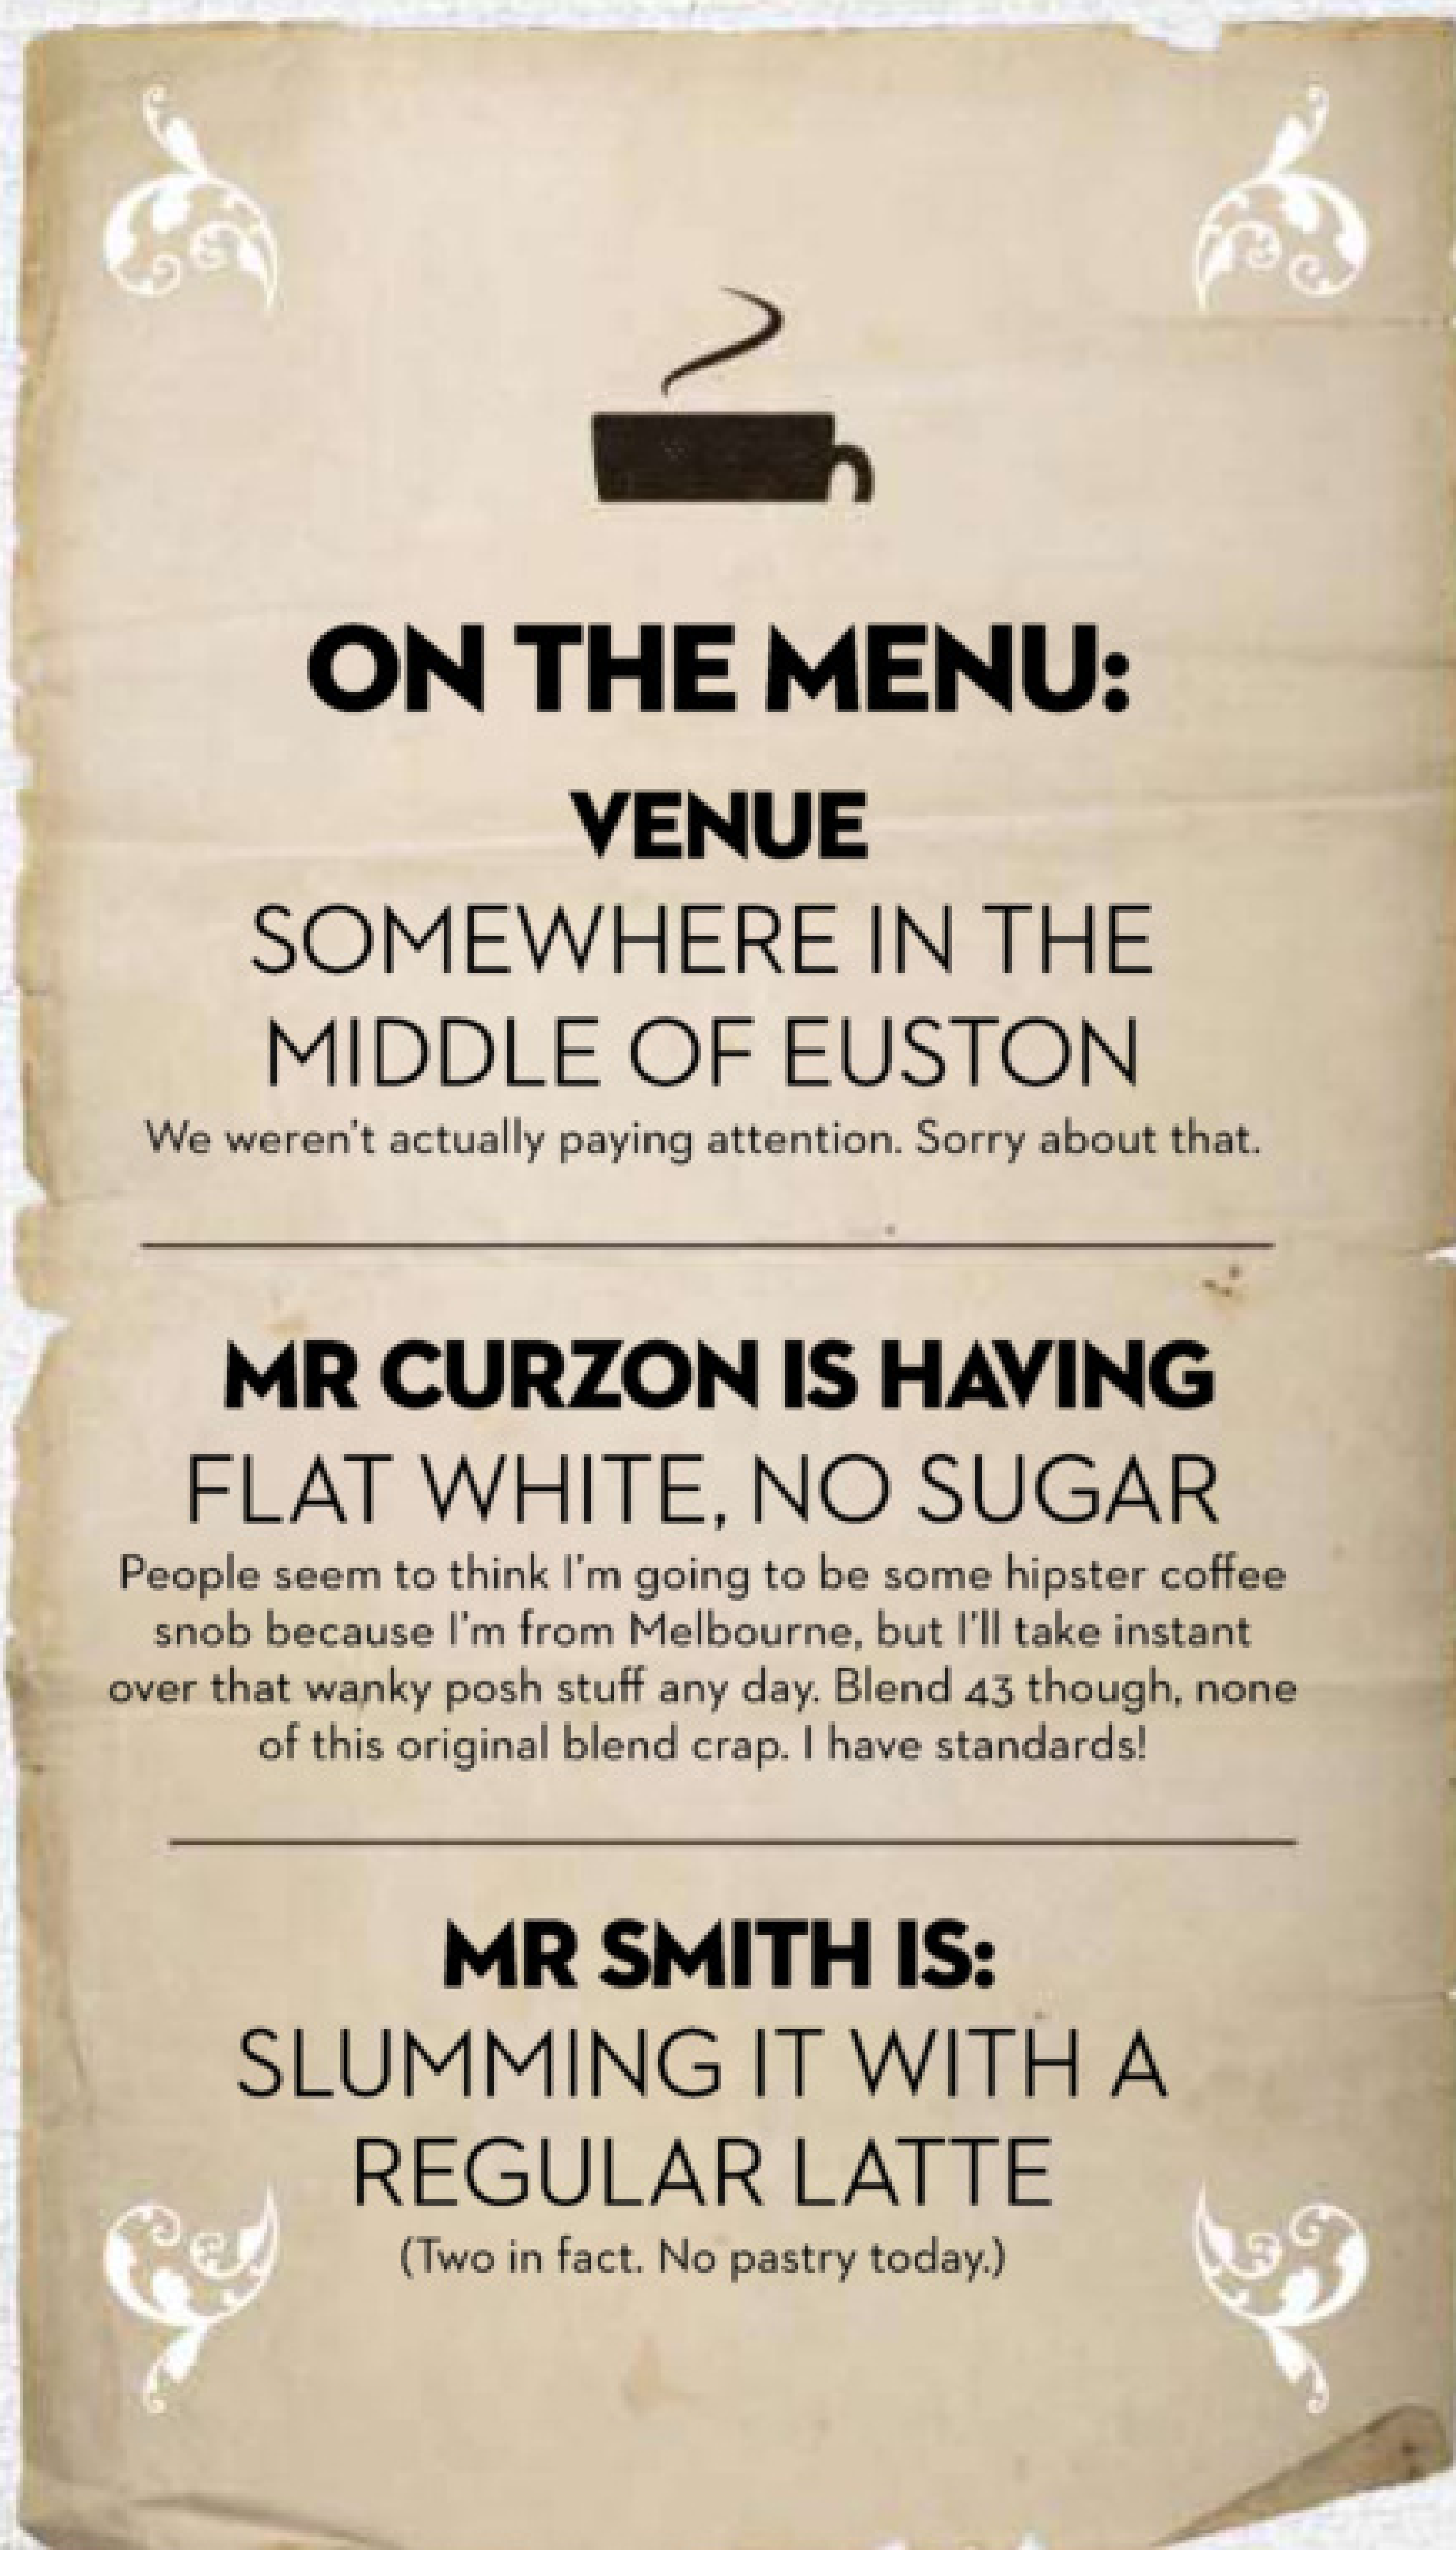 ON THE MENU:
VENUE
SOMEWHERE IN THE
MIDDLE OF EUSTON
We weren't actually paying attention. Sorry about that.
MR CURZON IS HAVING
FLAT WHITE, NO SUGAR
People seem to think I'm going to be some hipster coffee
snob because I'm from Melbourne, but I'll take instant
over that wanky posh stuff any day. Blend 43 though, none
of this original blend crap. I have standards!
MR SMITH IS:
SLUMMING IT WITH A
REGULAR LATTE
(Two in fact. No pastry today.)